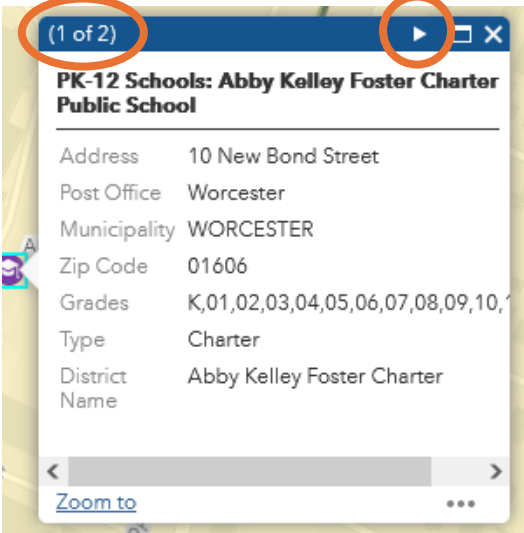 (1 of 2)
PK-12 Schools: Abby Kelley Foster Charter
Public School
Address 10 New Bond Street
Post Office Worcester
Municipality WORCESTER
Zip Code 01606
Grades K,01,02,03,04,05,06,07,08,09,10,
Type Charter
District Abby Kelley Foster Charter
Name
A
Zoom to